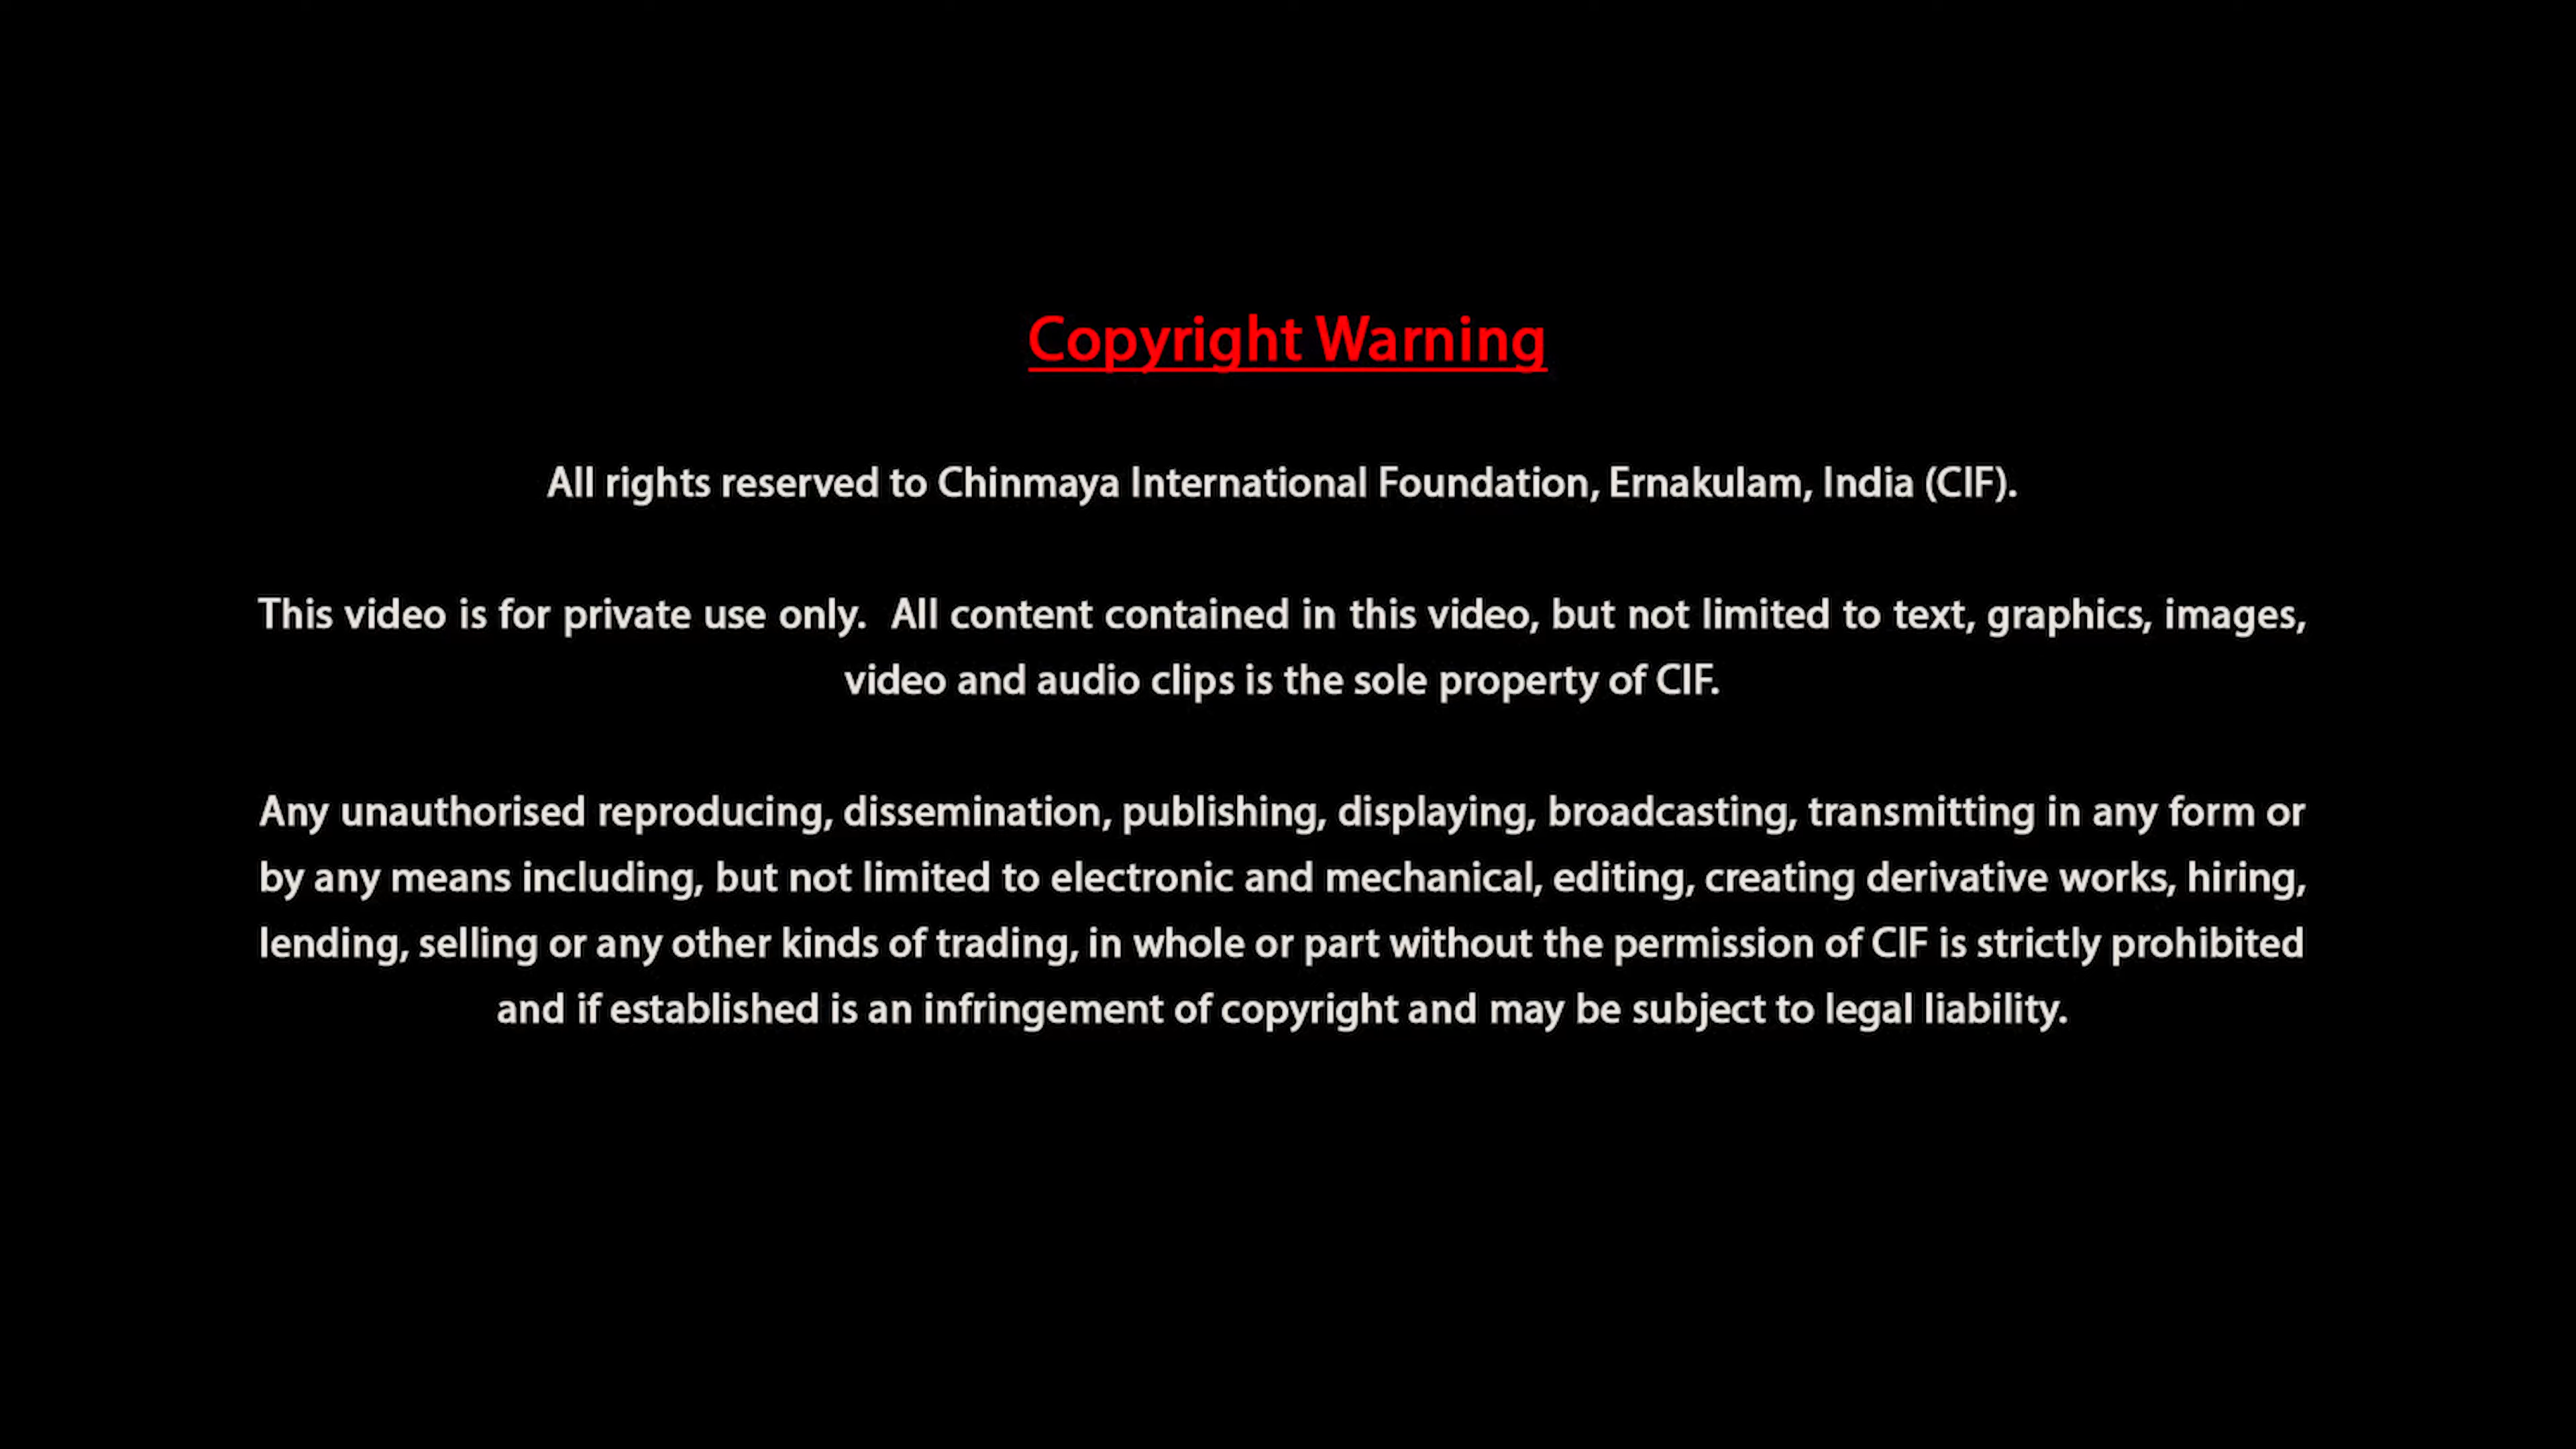 Copyright Warning
All rights reserved to Chinmaya International Foundation, Ernakulam, India (CIF).
This video is for private use only.  All content contained in this video, but not limited to text, graphics, images,
video and audio clips is the sole property of CIF.
Any unauthorised reproducing, dissemination, publishing, displaying, broadcasting, transmitting in any form or
by any means including, but not limited to electronic and mechanical, editing, creating derivative works, hiring,
lending, selling or any other kinds of trading, in whole or part without the permission of CIF is strictly prohibited
and if established is an infringement of copyright and may be subject to legal liability.